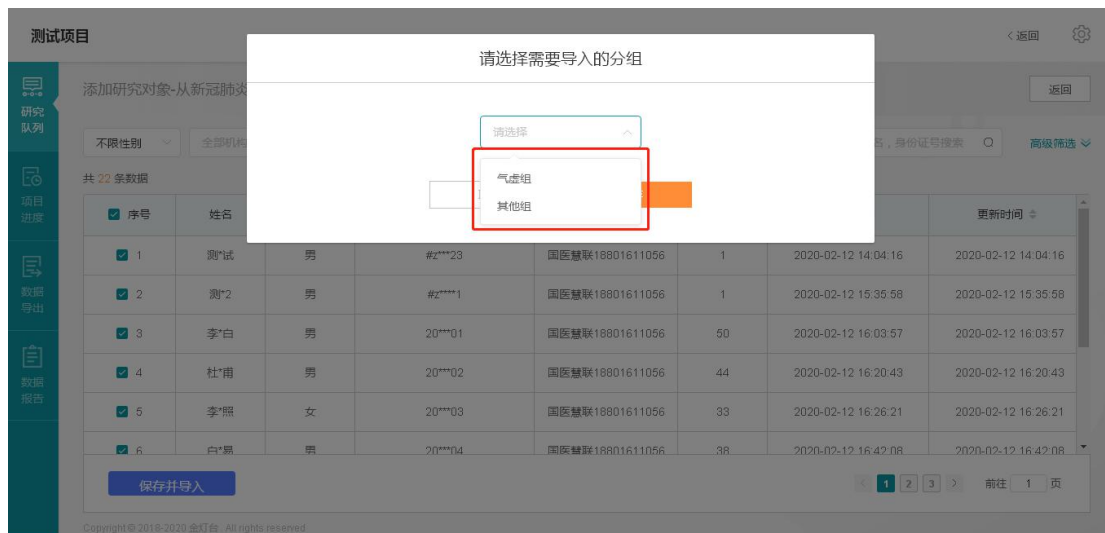 测试项目
< 返回
请选择需要导入的分组
研究
队列
添加研究对象-从新冠肺炎
返回
请选择
不限性别
全部机构
名，身份证号搜索
高级筛选
气虚组
其他组
共 22 条数据
项目
进度
序号 姓名 更新时间
1 测*试 男 #z***23 国医慧联18801611056 1 2020-02-12 14:04:16 2020-02-12 14:04:16
数据
导出
2 测*2 男 #z****1 国医慧联18801611056 1 2020-02-12 15:35:58 2020-02-12 15:35:58
3 李*白 男 20***01 国医慧联18801611056 50 2020-02-12 16:03:57 2020-02-12 16:03:57
数据
报告
4 杜*甫 男 20***02 国医慧联18801611056 44 2020-02-12 16:20:43 2020-02-12 16:20:43
5 李*照 女 20***03 国医慧联18801611056 33 2020-02-12 16:26:21 2020-02-12 16:26:21
6 白*易 男 20***04 国医慧联18801611056 38 2020-02-12 16:42:08 2020-02-12 16:42:08
保存并导入
< 1 2 3 > 前往 1 页
Copyright © 2018-2020 金灯台. All rights reserved